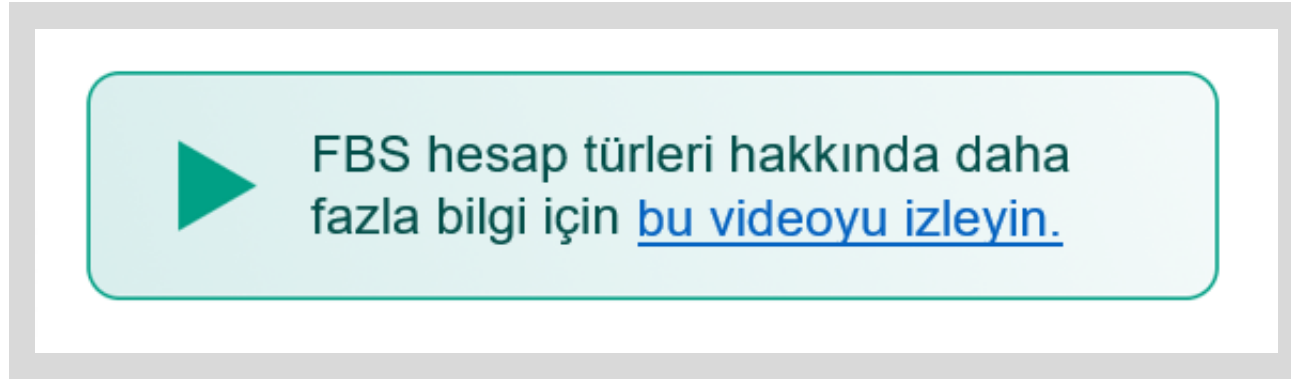 FBS hesap türleri hakkında daha
fazla bilgi için bu videoyu izleyin.